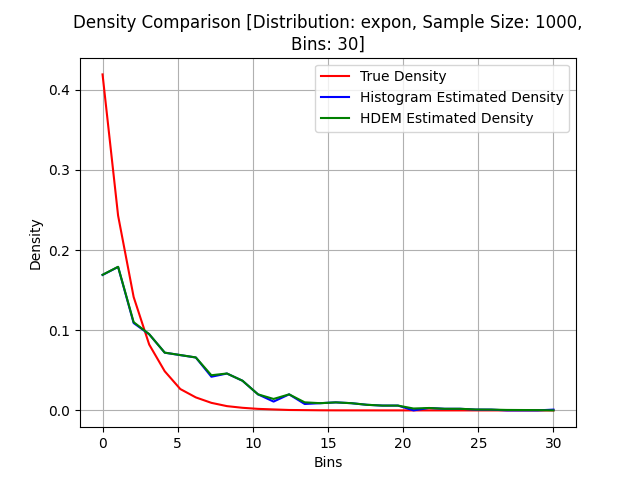 Density Comparison [Distribution: expon, Sample Size: 1000,
Bins: 30]
True Density
Histogram Estimated Density
HDEM Estimated Density
Density
0.4
0.3
0.2
0.1
0.0
0 5 10 15 20 25 30
Bins